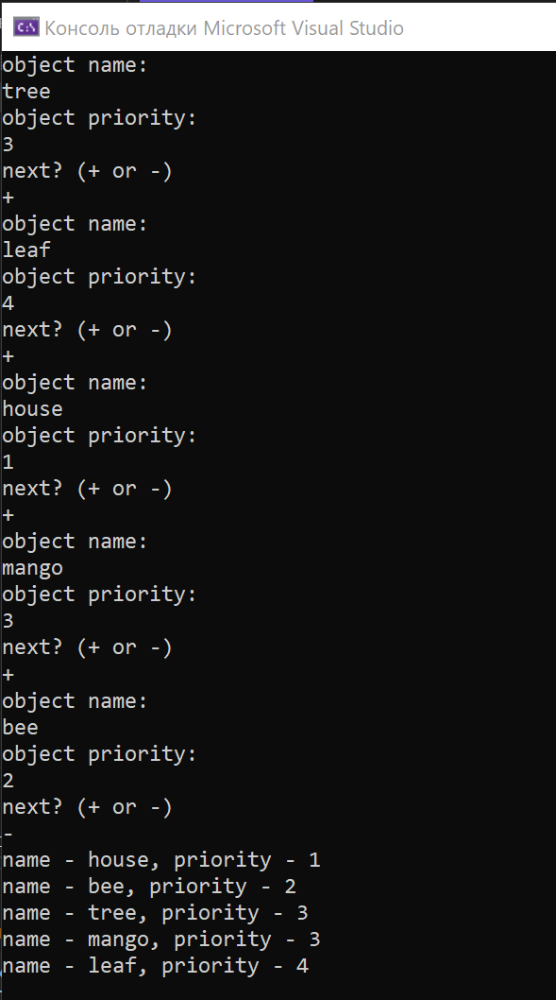 C:\ Консоль отладки Microsoft Visual Studio
object name:
tree
object priority:
3
next? (+ or -)
+
object name:
leaf
object priority:
4
next? (+ or -)
+
object name:
house
object priority:
1
next? (+ or -)
+
object name:
mango
object priority:
3
next? (+ or -)
+
object name:
bee
object priority:
2
next? (+ or -)
-
name - house, priority - 1
name - bee, priority - 2
name - tree, priority - 3
name - mango, priority - 3
name - leaf, priority - 4